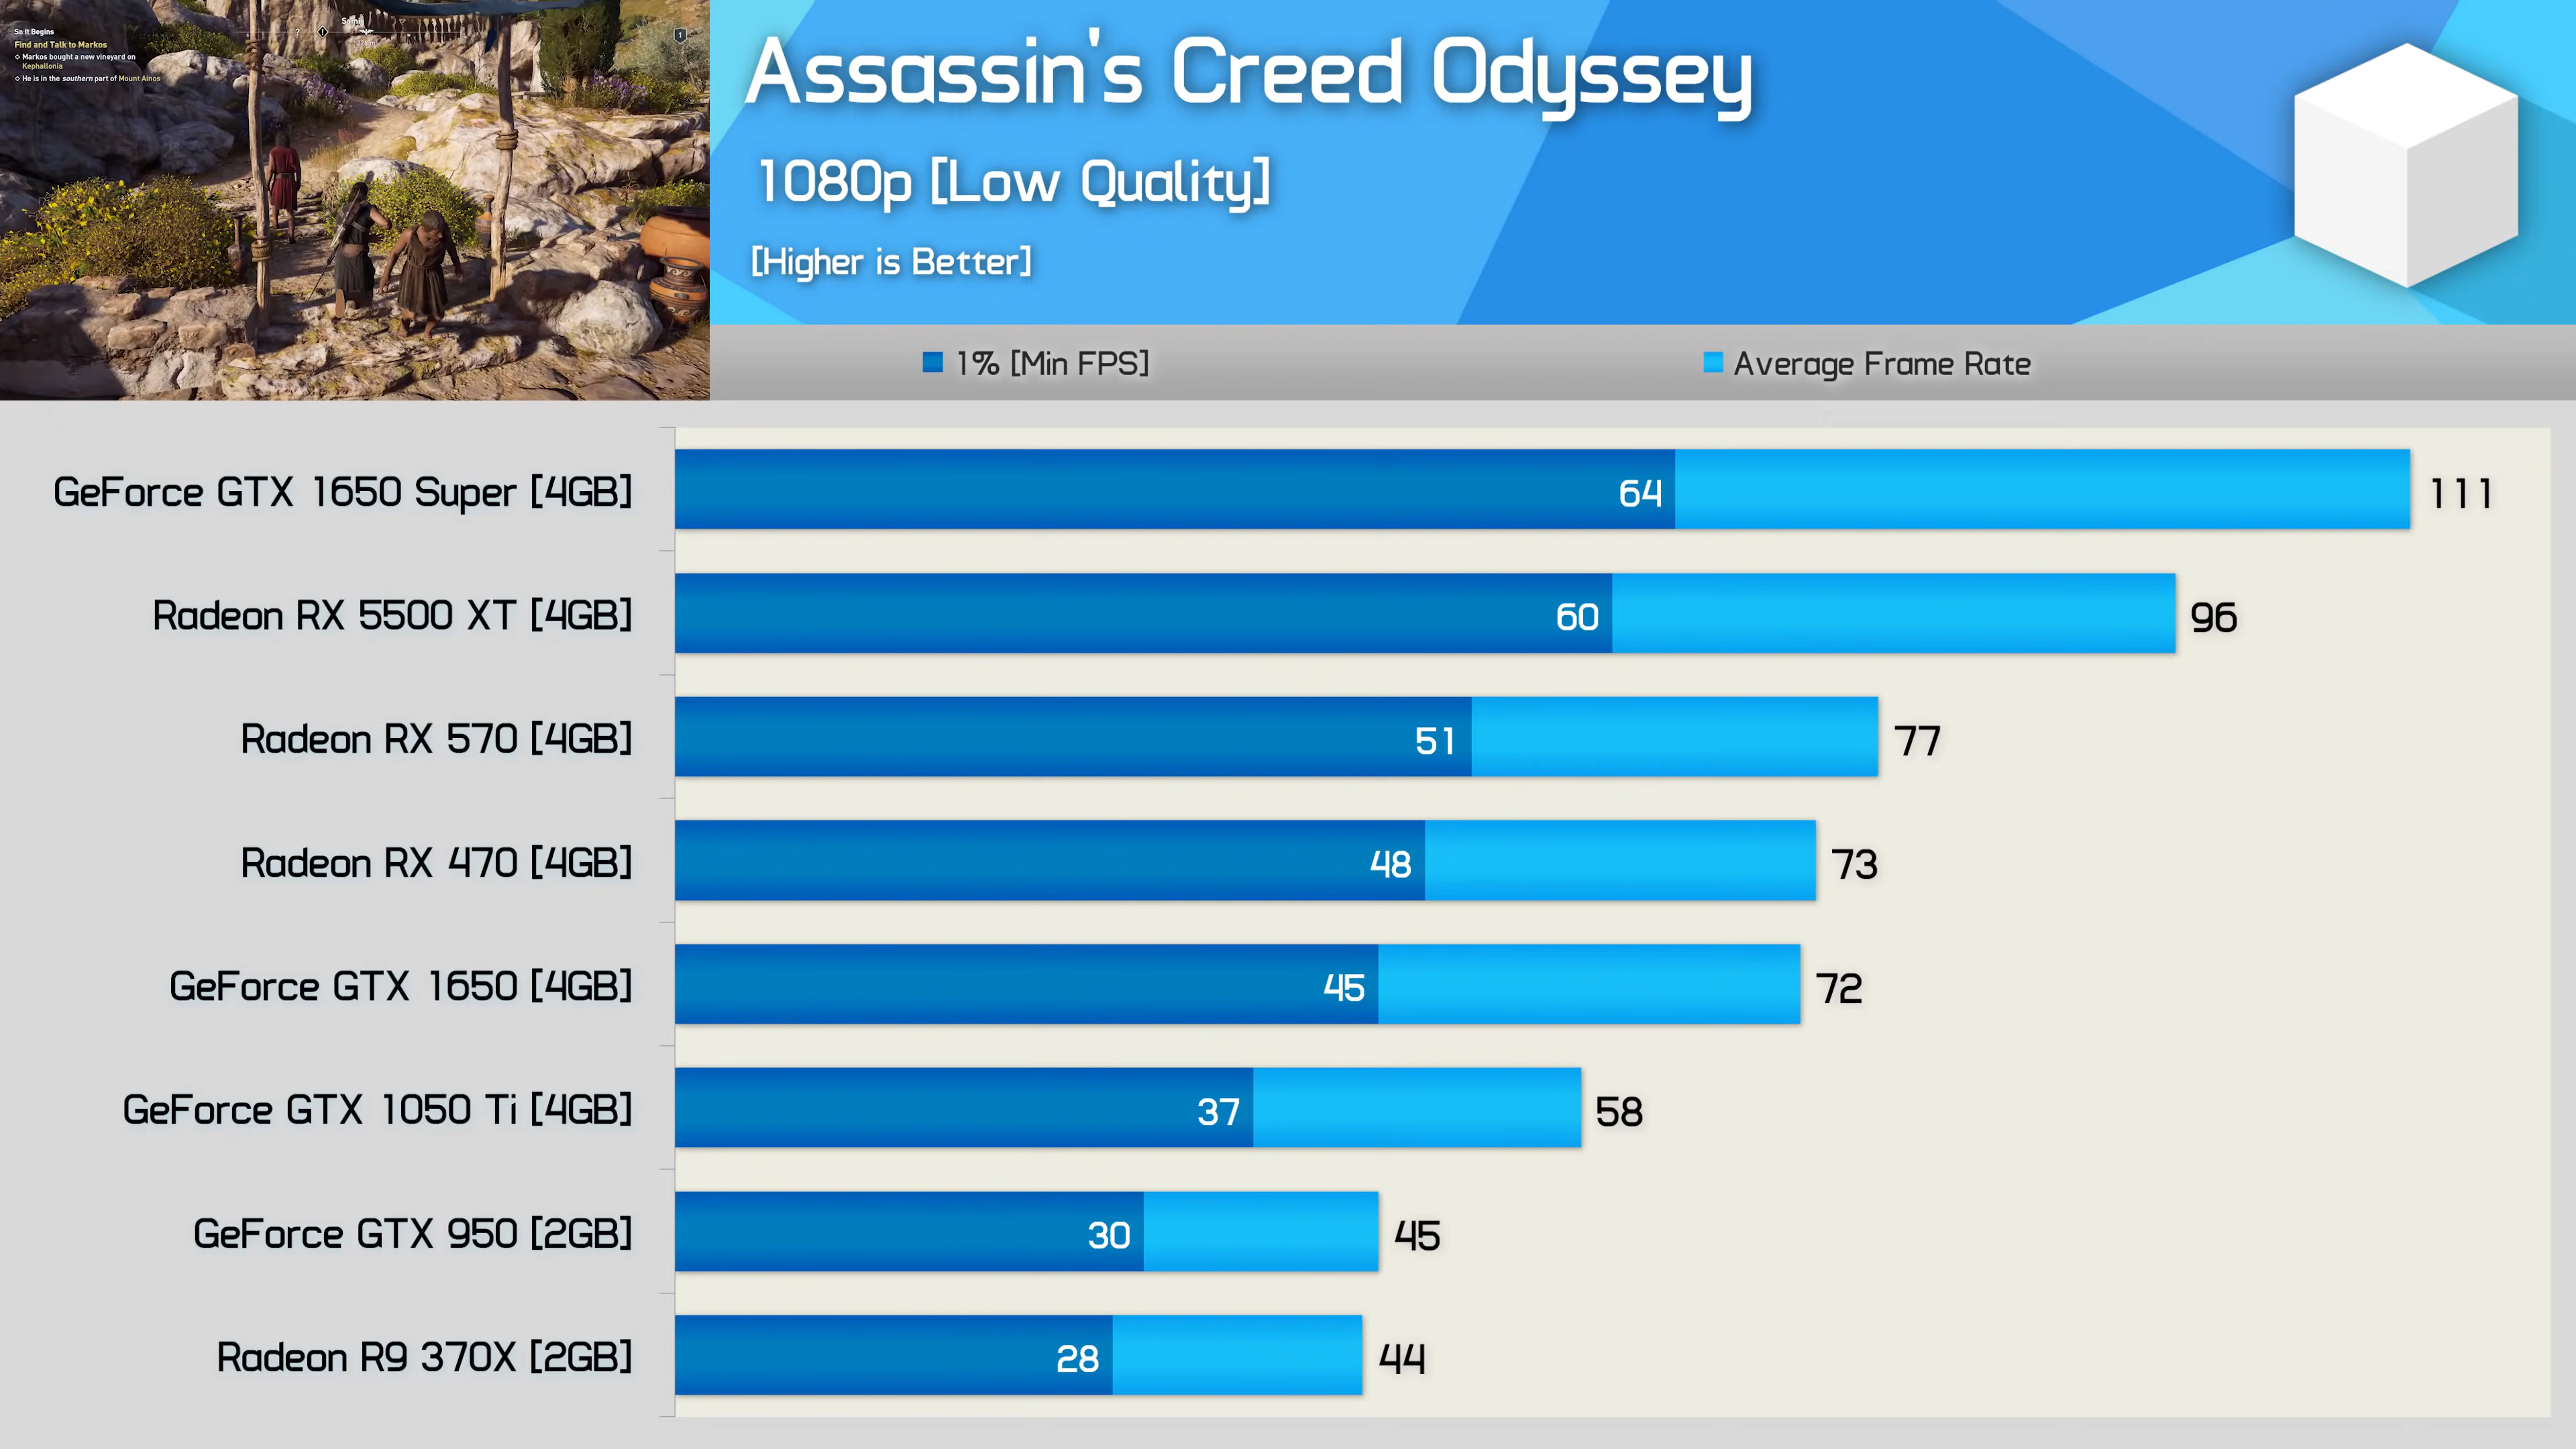 So It Begins
Find and Talk to Markos
Markos bought a new vineyard on
Kephallonia
He is in the southern part of Mount Ainos
?
1
Assassin's Creed Odyssey
1080p [Low Quality]
[Higher is Better]
1% [Min FPS]
Average Frame Rate
GeForce GTX 1650 Super [4GB] 64 111
Radeon RX 5500 XT [4GB] 60 96
Radeon RX 570 [4GB] 51 77
Radeon RX 470 [4GB] 48 73
GeForce GTX 1650 [4GB] 45 72
GeForce GTX 1050 Ti [4GB] 37 58
GeForce GTX 950 [2GB] 30 45
Radeon R9 370X [2GB] 28 44